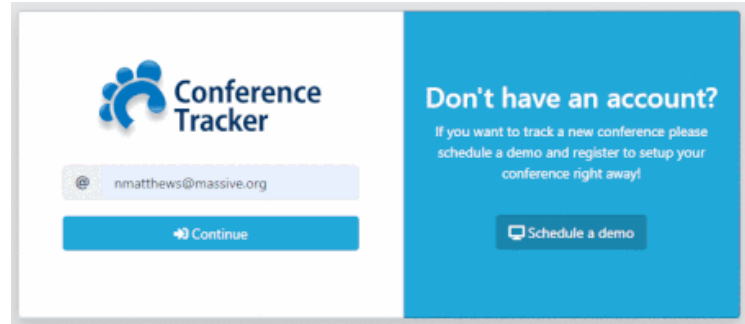 Conference
Tracker
@ nmatthews@massive.org
Continue
Don't have an account?
If you want to track a new conference please
schedule a demo and register to setup your
conference right away!
Schedule a demo